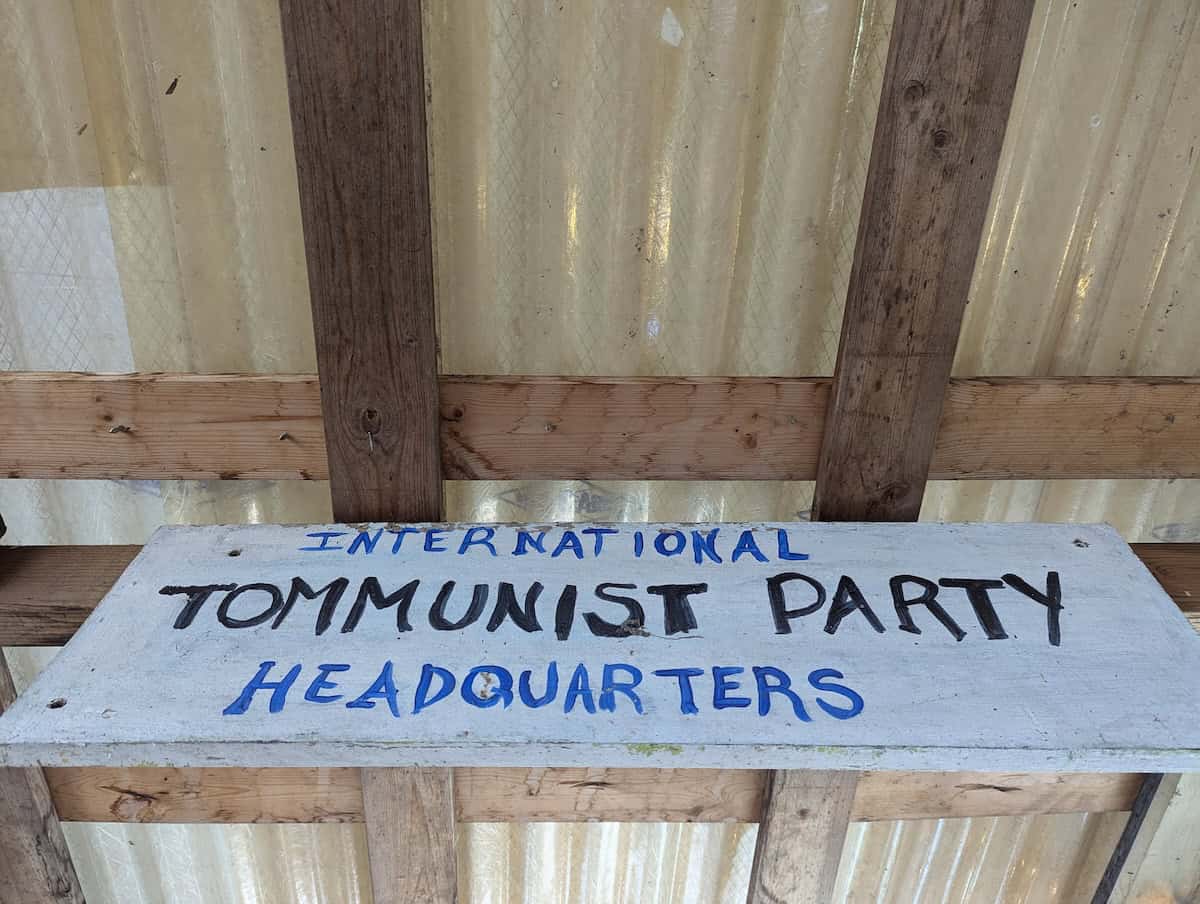 INTERNATIONAL
TOMMUNIST PARTY
HEADQUARTERS